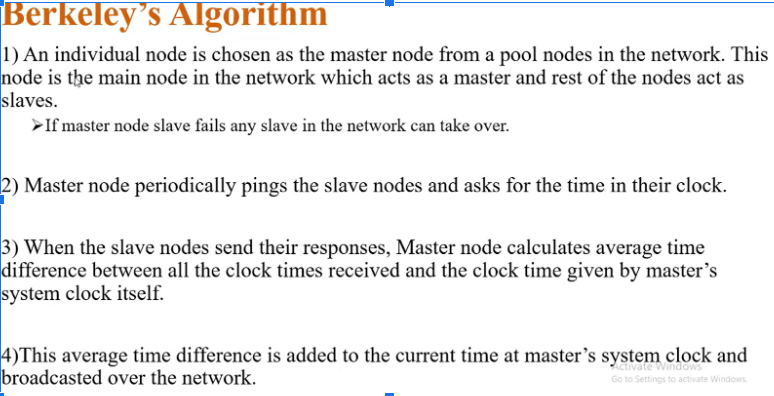 Berkeley’s Algorithm
1) An individual node is chosen as the master node from a pool nodes in the network. This
node is the main node in the network which acts as a master and rest of the nodes act as
slaves.
➢If master node slave fails any slave in the network can take over.
2) Master node periodically pings the slave nodes and asks for the time in their clock.
3) When the slave nodes send their responses, Master node calculates average time
difference between all the clock times received and the clock time given by master’s
system clock itself.
4)This average time difference is added to the current time at master’s system clock and
broadcasted over the network.
Activate Windows
Go to Settings to activate Windows.